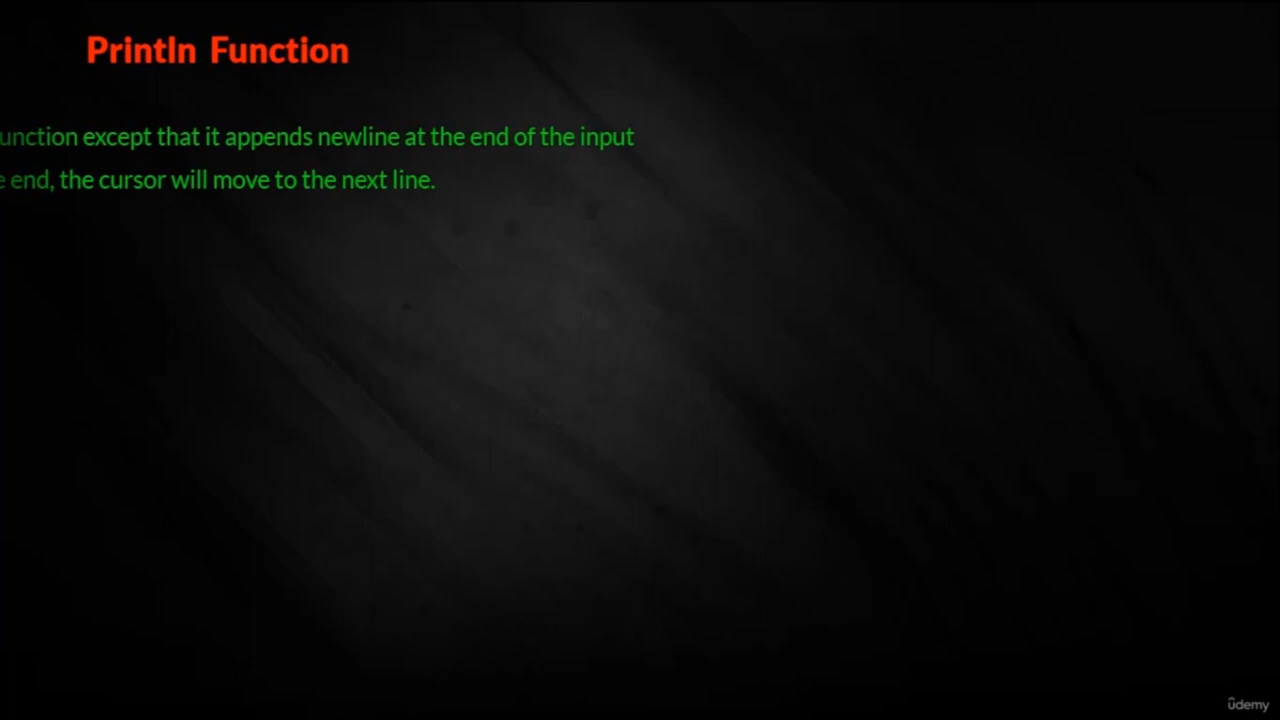 Println Function
unction except that it appends newline at the end of the input
e end, the cursor will move to the next line.
ûdemy